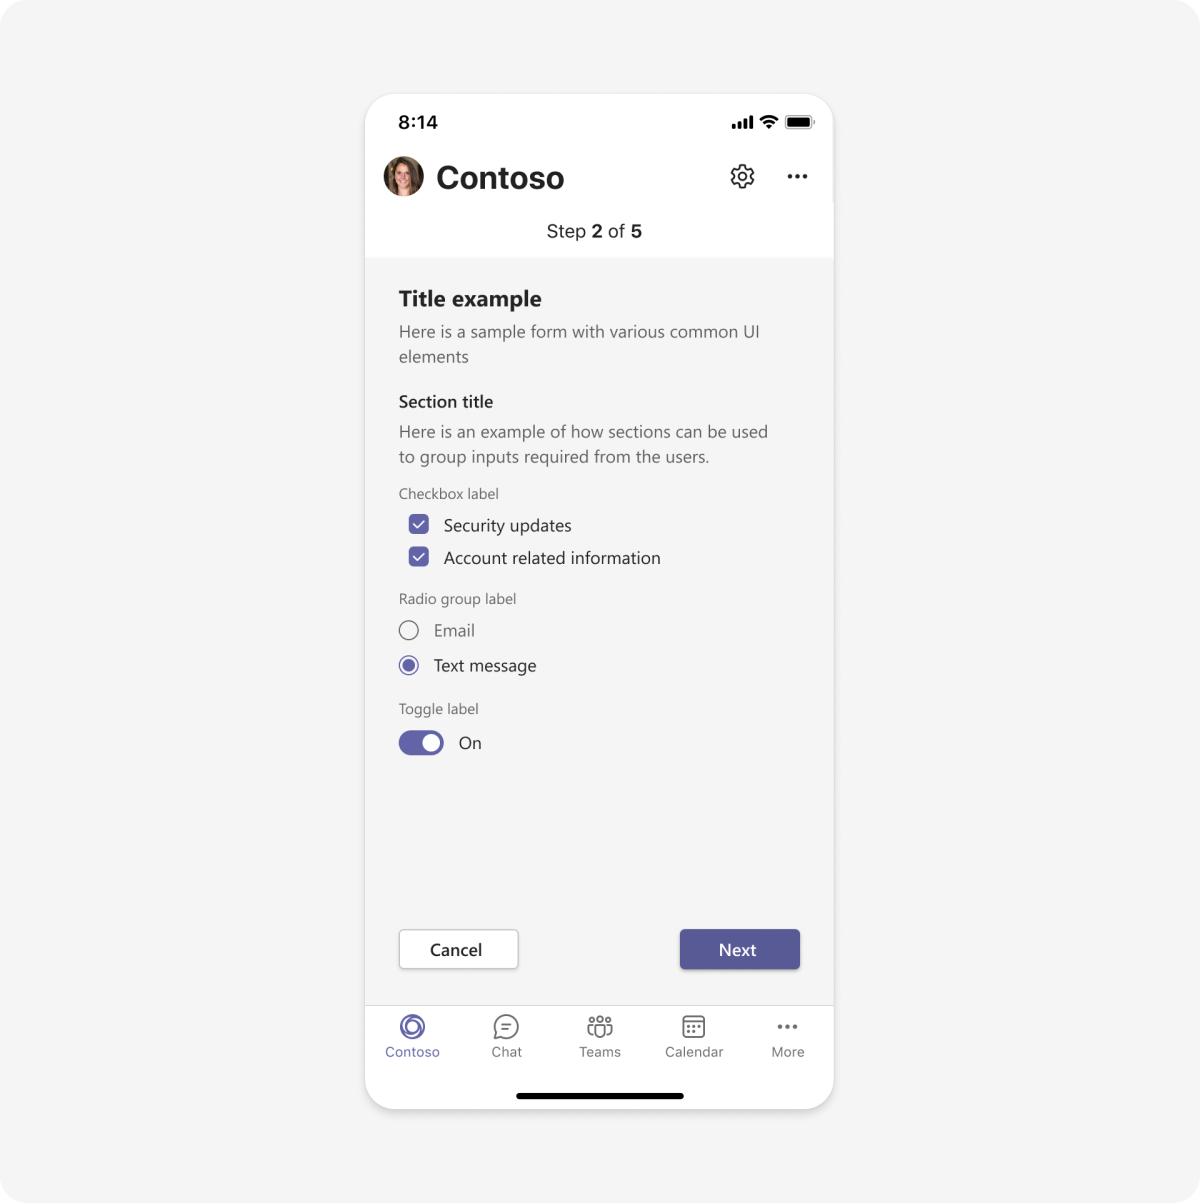 8:14
Contoso
Step 2 of 5
Title example
Here is a sample form with various common UI
elements
Section title
Here is an example of how sections can be used
to group inputs required from the users.
Checkbox label
Security updates
Account related information
Radio group label
Email
Text message
Toggle label
On
Cancel
Next
Contoso
Chat
Teams
Calendar
More